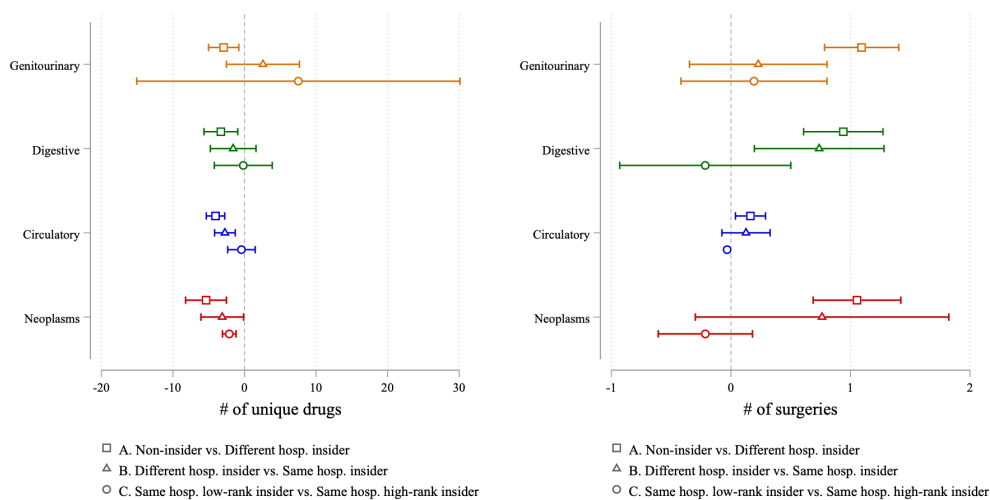 Genitourinary
Digestive
Circulatory
Neoplasms
-20 -10 0 10 20 30
# of unique drugs
A. Non-insider vs. Different hosp. insider
B. Different hosp. insider vs. Same hosp. insider
C. Same hosp. low-rank insider vs. Same hosp. high-rank insider
Genitourinary
Digestive
Circulatory
Neoplasms
-1 0 1 2
# of surgeries
A. Non-insider vs. Different hosp. insider
B. Different hosp. insider vs. Same hosp. insider
C. Same hosp. low-rank insider vs. Same hosp. high-rank insider